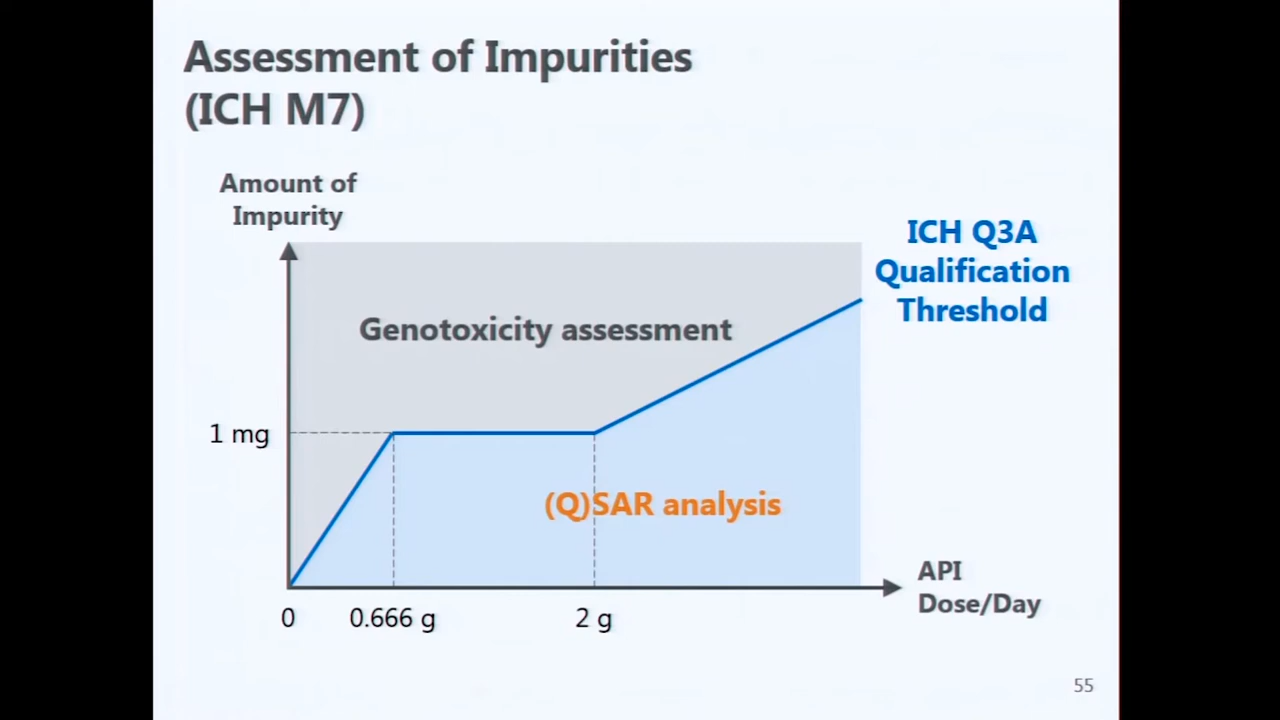 Assessment of Impurities
(ICH M7)
Amount of
Impurity
ICH Q3A
Qualification
Threshold
Genotoxicity assessment
1 mg
(Q)SAR analysis
API
Dose/Day
0
0.666 g
2 g
55